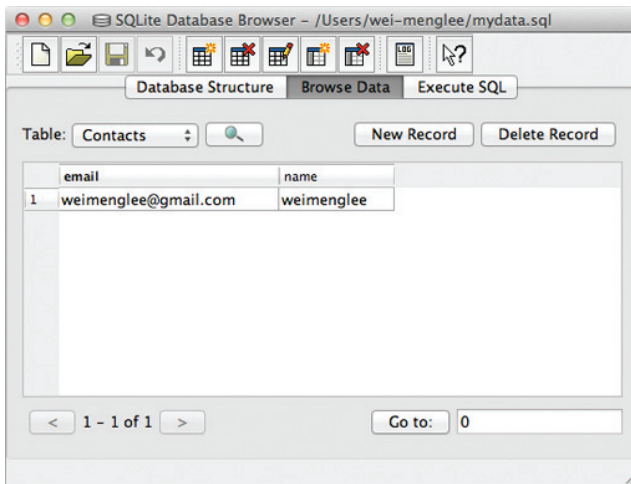 SQLite Database Browser - /Users/wei-menglee/mydata.sql
LOG
?
Database Structure Browse Data Execute SQL
Table: Contacts New Record Delete Record
email name
1 weimenglee@gmail.com weimenglee
< 1 - 1 of 1 > Go to: 0